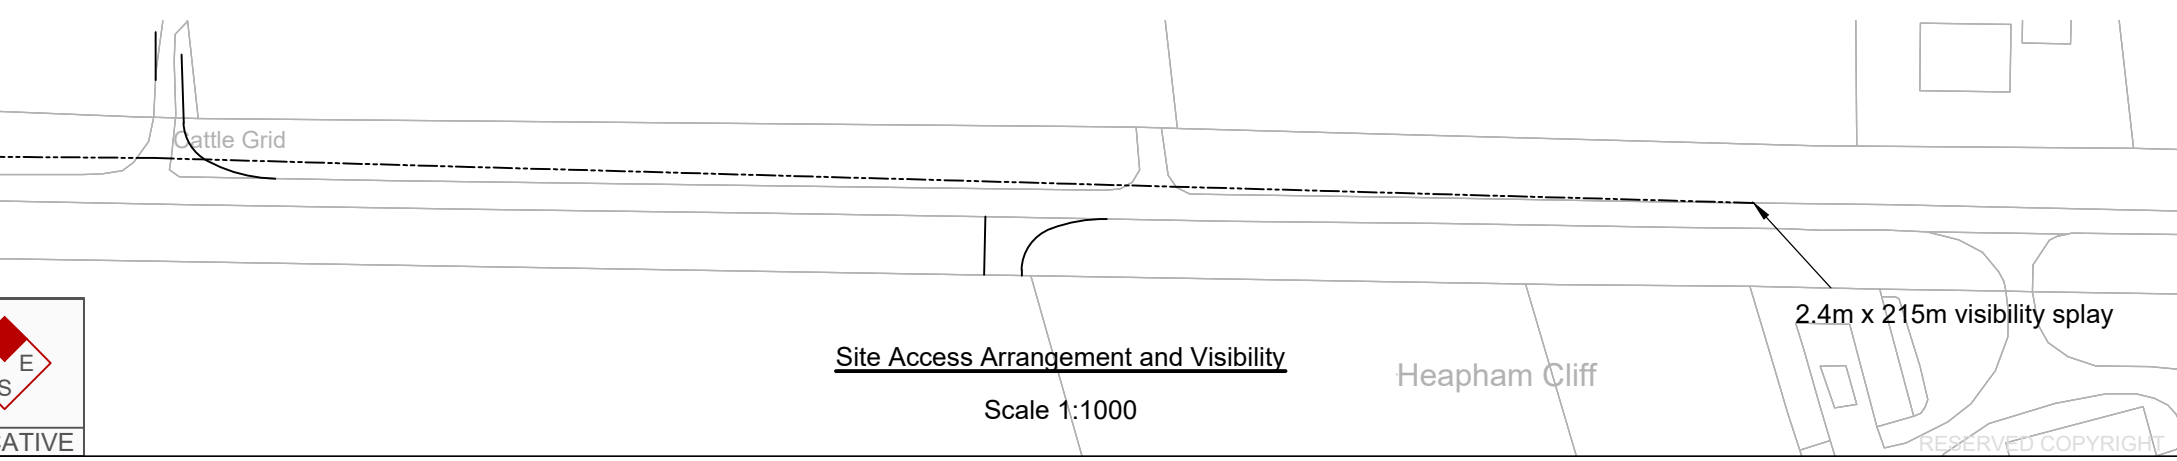 Cattle Grid
2.4m x 215m visibility splay
E
S
Site Access Arrangement and Visibility
Heapham Cliff
Scale 1:1000
CATIVE
RESERVED COPYRIGHT